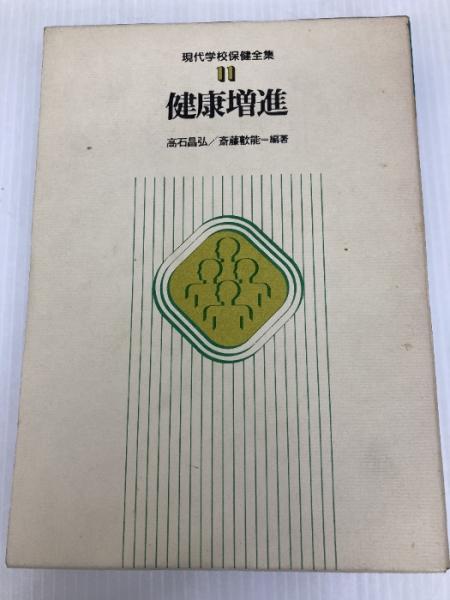 現代学校保健全集
11
健康増進
高石昌弘／斎藤歓能＝編著